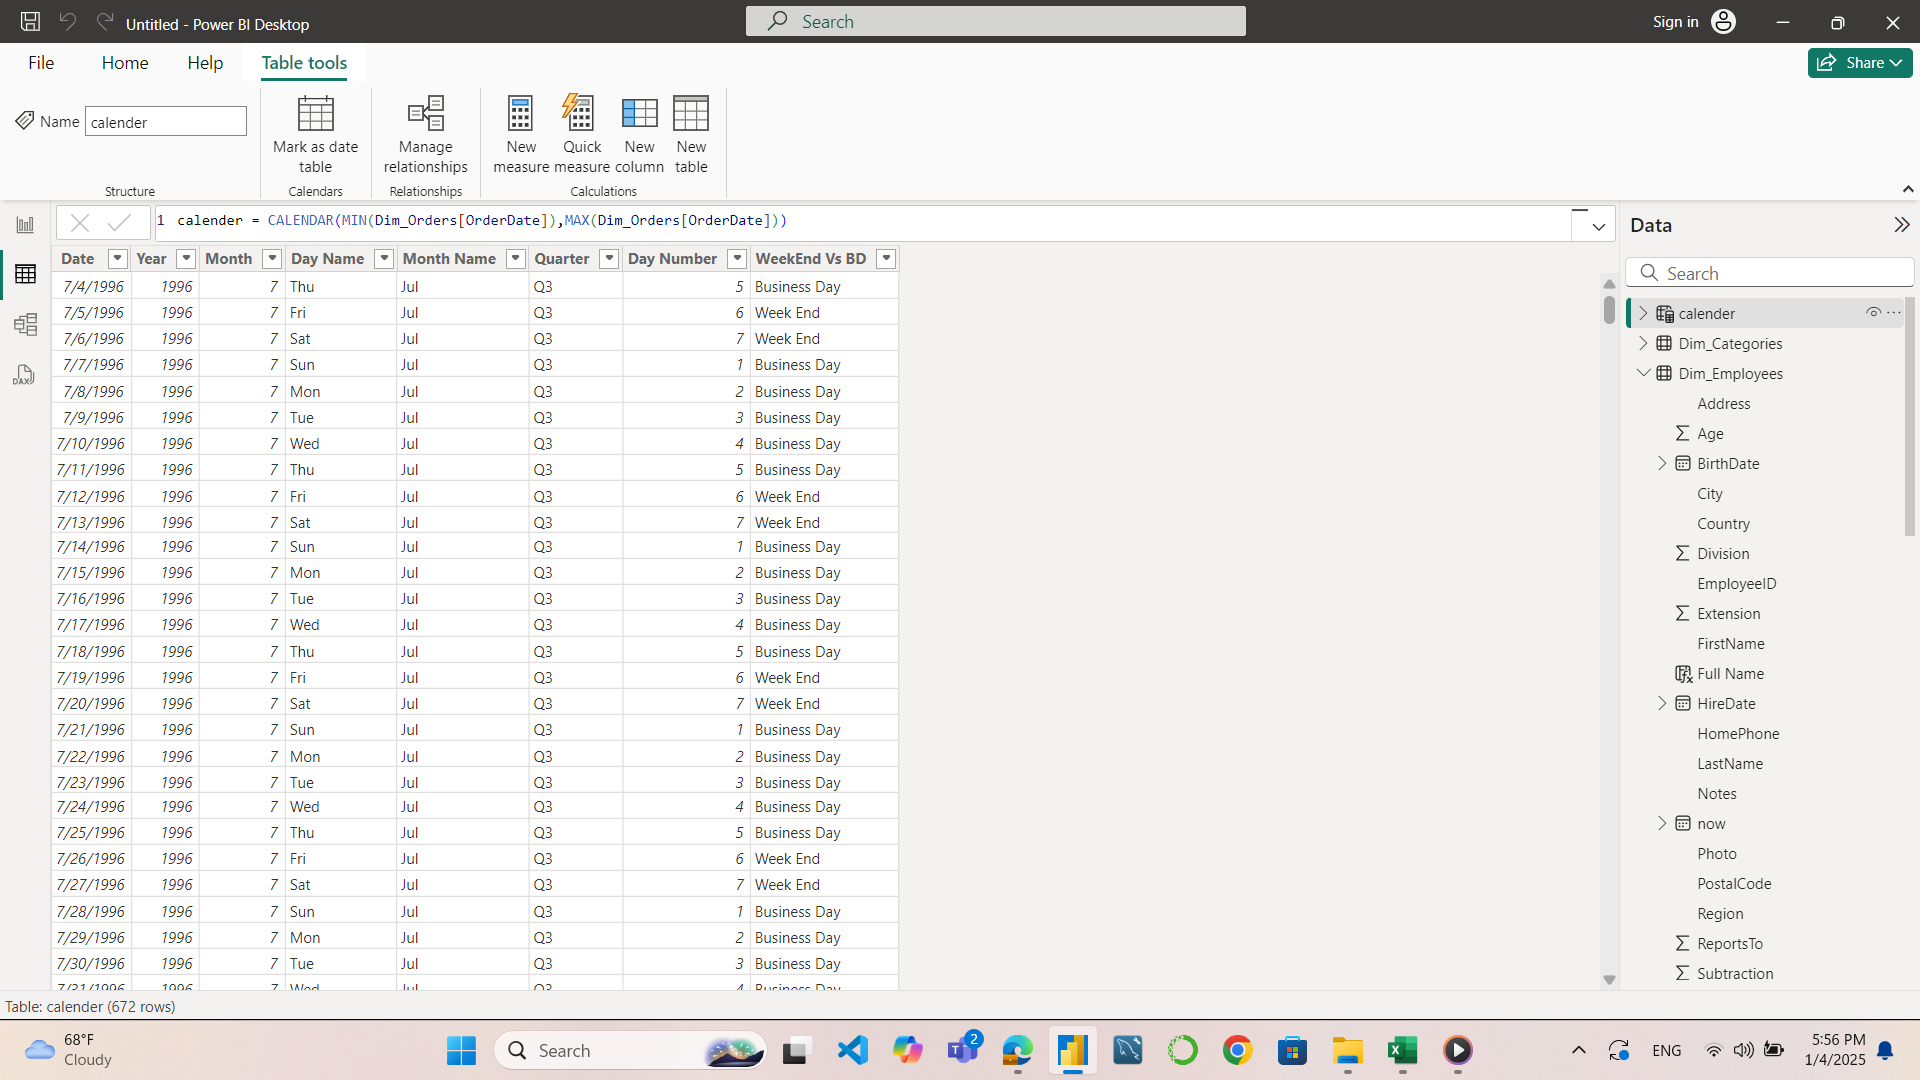 Untitled - Power BI Desktop
Search
Sign in
File
Home
Help
Table tools
Share
Name
calender
Mark as date
table
Manage
relationships
New
measure
Quick
measure
New
column
New
table
Structure
Calendars
Relationships
Calculations
1 calender = CALENDAR(MIN(Dim_Orders[OrderDate]),MAX(Dim_Orders[OrderDate]))
Date Year Month Day Name Month Name Quarter Day Number WeekEnd Vs BD
7/4/1996 1996 7 Thu Jul Q3 5 Business Day
7/5/1996 1996 7 Fri Jul Q3 6 Week End
7/6/1996 1996 7 Sat Jul Q3 7 Week End
7/7/1996 1996 7 Sun Jul Q3 1 Business Day
7/8/1996 1996 7 Mon Jul Q3 2 Business Day
7/9/1996 1996 7 Tue Jul Q3 3 Business Day
7/10/1996 1996 7 Wed Jul Q3 4 Business Day
7/11/1996 1996 7 Thu Jul Q3 5 Business Day
7/12/1996 1996 7 Fri Jul Q3 6 Week End
7/13/1996 1996 7 Sat Jul Q3 7 Week End
7/14/1996 1996 7 Sun Jul Q3 1 Business Day
7/15/1996 1996 7 Mon Jul Q3 2 Business Day
7/16/1996 1996 7 Tue Jul Q3 3 Business Day
7/17/1996 1996 7 Wed Jul Q3 4 Business Day
7/18/1996 1996 7 Thu Jul Q3 5 Business Day
7/19/1996 1996 7 Fri Jul Q3 6 Week End
7/20/1996 1996 7 Sat Jul Q3 7 Week End
7/21/1996 1996 7 Sun Jul Q3 1 Business Day
7/22/1996 1996 7 Mon Jul Q3 2 Business Day
7/23/1996 1996 7 Tue Jul Q3 3 Business Day
7/24/1996 1996 7 Wed Jul Q3 4 Business Day
7/25/1996 1996 7 Thu Jul Q3 5 Business Day
7/26/1996 1996 7 Fri Jul Q3 6 Week End
7/27/1996 1996 7 Sat Jul Q3 7 Week End
7/28/1996 1996 7 Sun Jul Q3 1 Business Day
7/29/1996 1996 7 Mon Jul Q3 2 Business Day
7/30/1996 1996 7 Tue Jul Q3 3 Business Day
7/31/1996 1996 7 Wed Jul Q3 4 Business Day
Data
Search
calender
Dim_Categories
Dim_Employees
Address
Age
BirthDate
City
Country
Division
EmployeeID
Extension
FirstName
Full Name
HireDate
HomePhone
LastName
Notes
now
Photo
PostalCode
Region
ReportsTo
Subtraction
Table: calender (672 rows)
68°F
Cloudy
Search
2
ENG
5:56 PM
1/4/2025